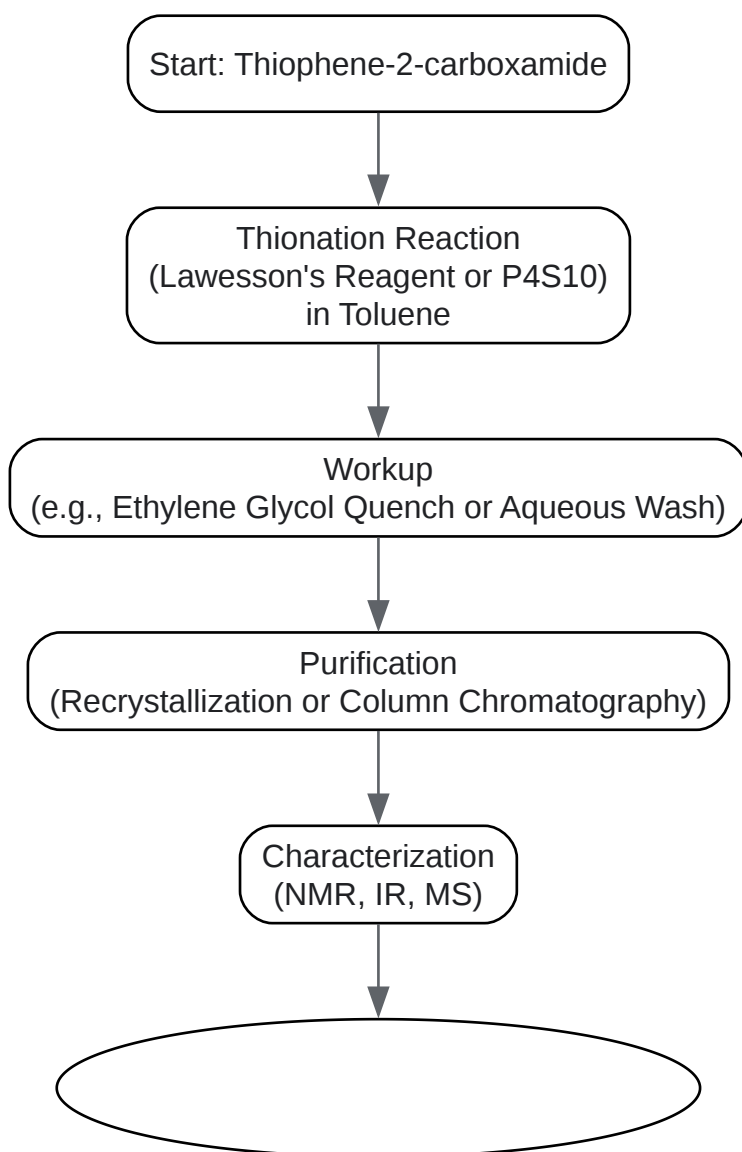 Start: Thiophene-2-carboxamide
Thionation Reaction
(Lawesson's Reagent or P4S10)
in Toluene
Workup
(e.g., Ethylene Glycol Quench or Aqueous Wash)
Purification
(Recrystallization or Column Chromatography)
Characterization
(NMR, IR, MS)